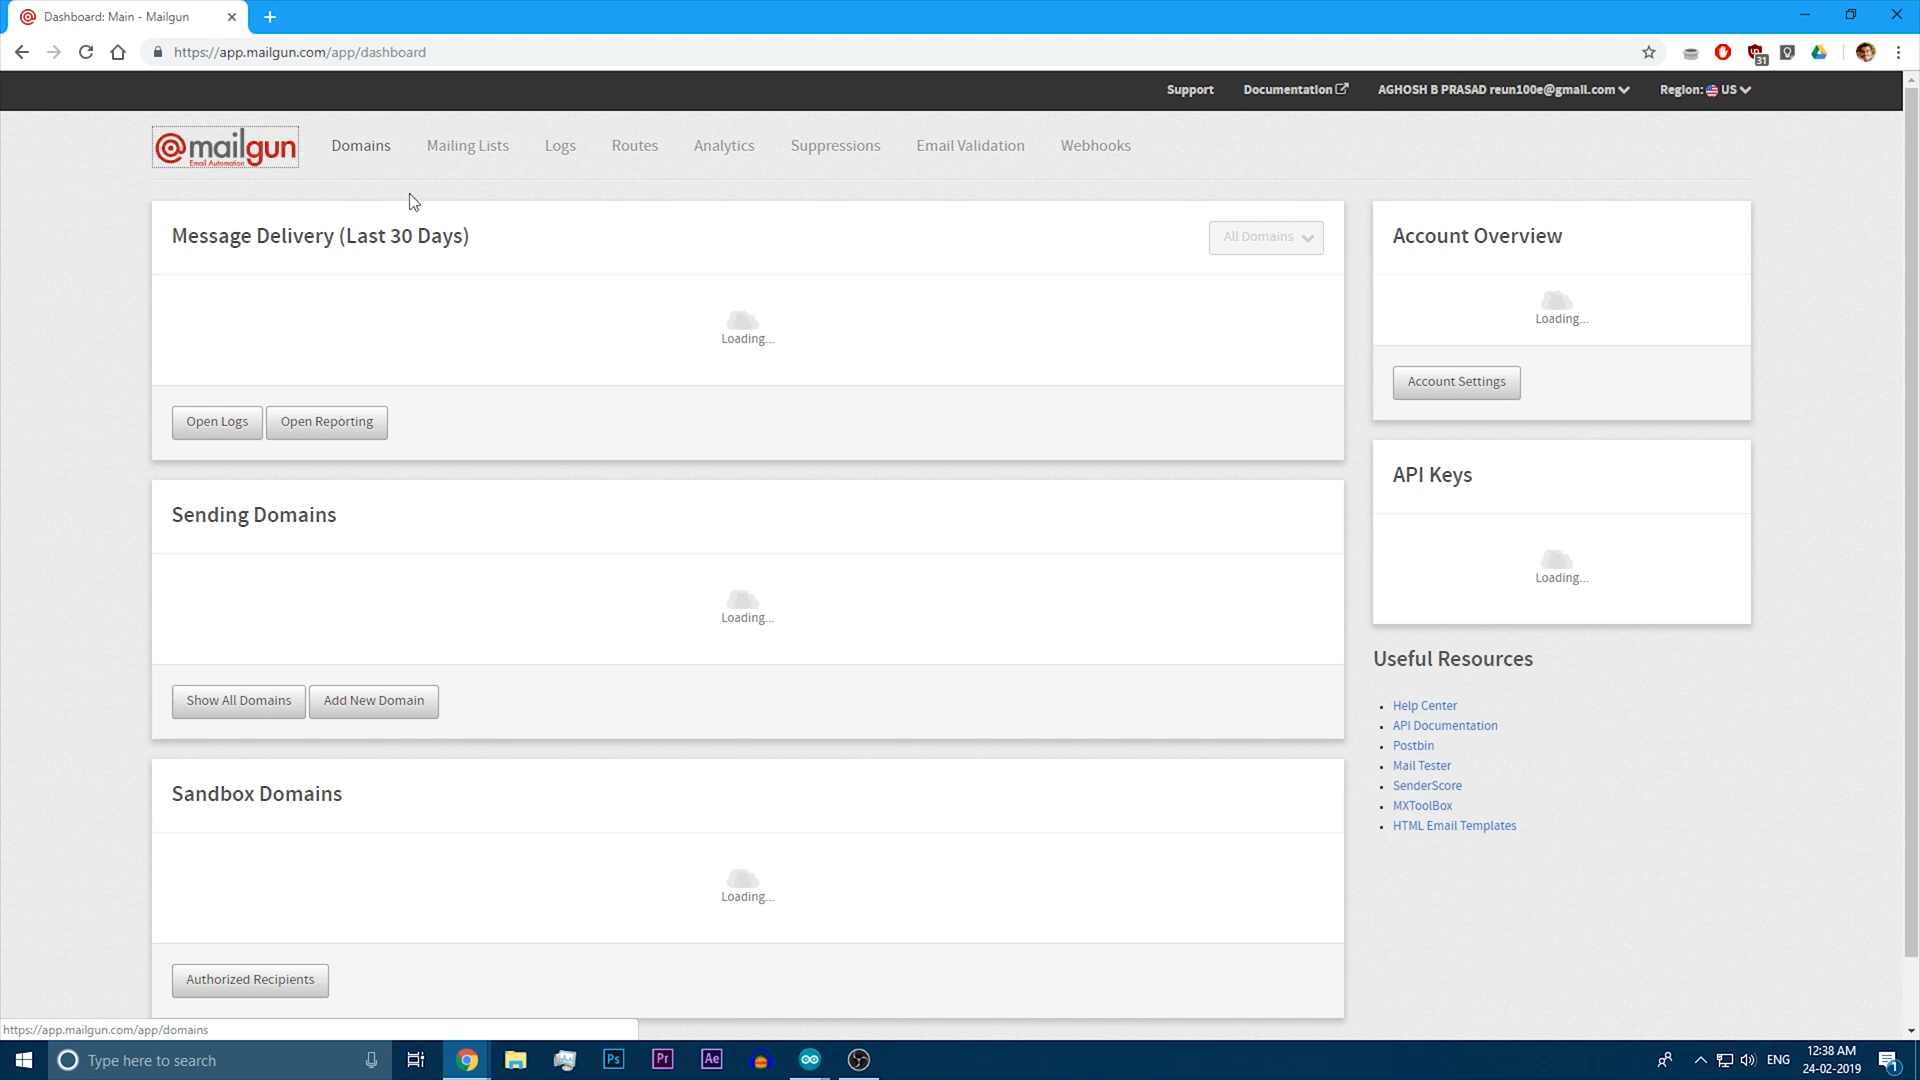 Dashboard: Main - Mailgun
https://app.mailgun.com/app/dashboard
31
Support Documentation AGHOSH B PRASAD reun100e@gmail.com Region: US
@mailgun
Email Automation
Domains Mailing Lists Logs Routes Analytics Suppressions Email Validation Webhooks
Message Delivery (Last 30 Days)
All Domains
Loading...
Open Logs Open Reporting
Account Overview
Loading...
Account Settings
Sending Domains
Loading...
Show All Domains Add New Domain
API Keys
Loading...
Useful Resources
Help Center
API Documentation
Postbin
Mail Tester
SenderScore
MXToolBox
HTML Email Templates
Sandbox Domains
Loading...
Authorized Recipients
https://app.mailgun.com/app/domains
Type here to search
Ps Pr Ae
ENG
12:38 AM
24-02-2019
1